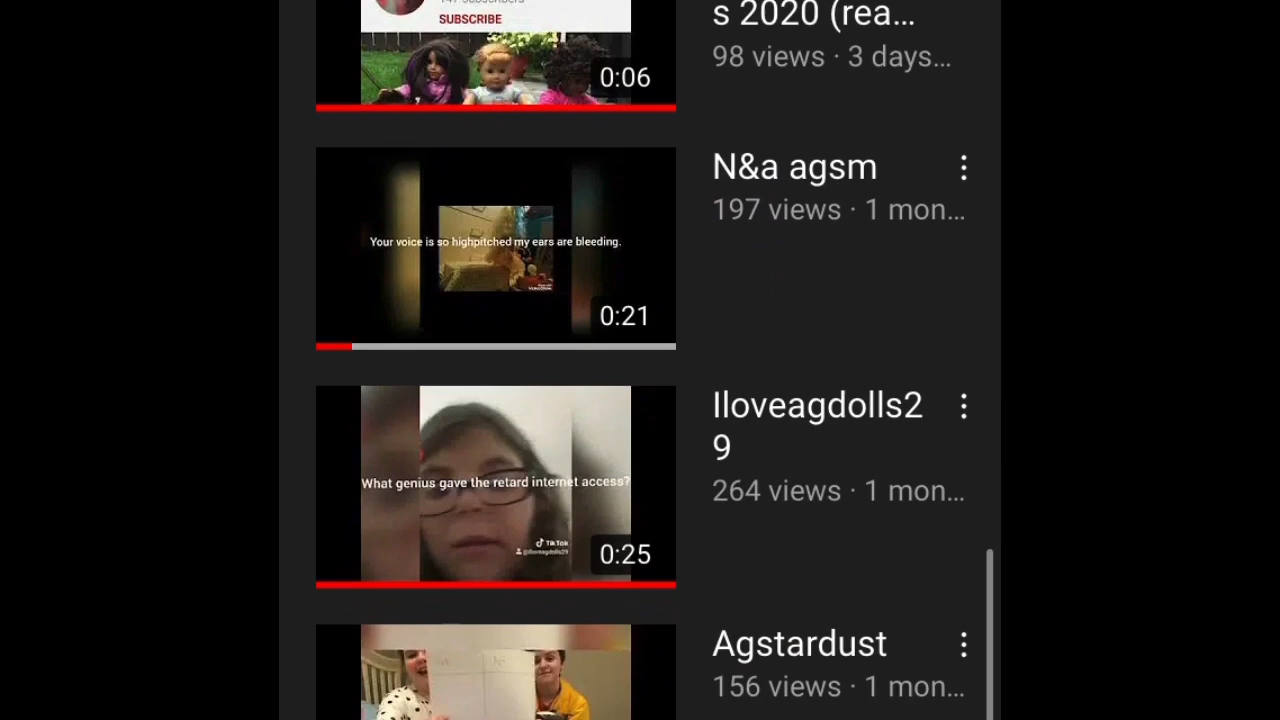 SUBSCRIBE
s 2020 (rea…
98 views · 3 days…
0:06
N&a agsm
197 views · 1 mon…
Your voice is so highpitched my ears are bleeding.
0:21
Iloveagdolls2
9
264 views · 1 mon…
What genius gave the retard internet access?
TikTok
@iloveagdolls29
0:25
Agstardust
156 views · 1 mon…